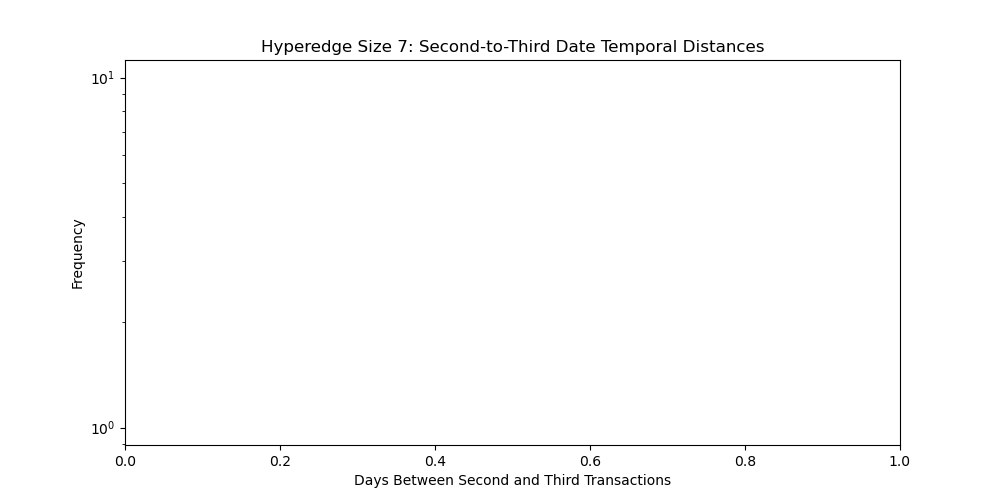 Hyperedge Size 7: Second-to-Third Date Temporal Distances
10¹
Frequency
10⁰
0.0 0.2 0.4 0.6 0.8 1.0
Days Between Second and Third Transactions